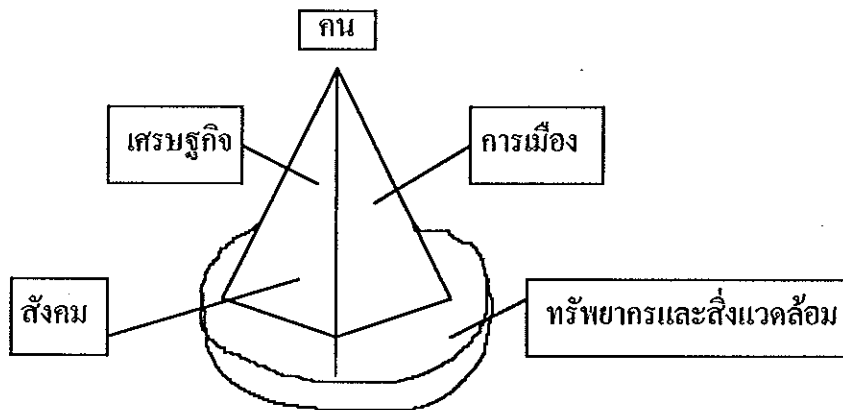 คน
เศรษฐกิจ
การเมือง
สังคม
ทรัพยากรและสิ่งแวดล้อม